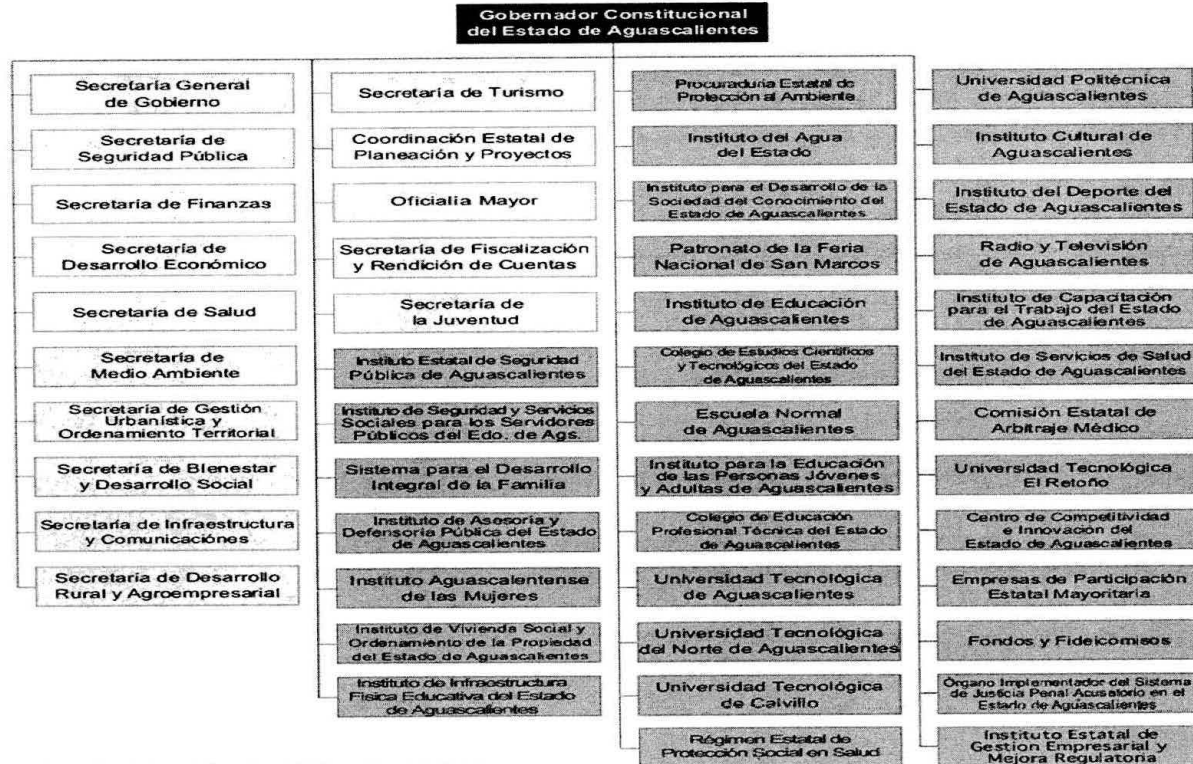 Gobernador Constitucional
del Estado de Aguascalientes
Secretaría General
de Gobierno
Secretaría de
Seguridad Pública
Secretaría de Finanzas
Secretaría de
Desarrollo Económico
Secretaría de Salud
Secretaría de
Medio Ambiente
Secretaría de Gestión
Urbanística y
Ordenamiento Territorial
Secretaría de Bienestar
y Desarrollo Social
Secretaría de Infraestructura
y Comunicaciónes
Secretaría de Desarrollo
Rural y Agroempresarial
Secretaría de Turismo
Coordinación Estatal de
Planeación y Proyectos
Oficialía Mayor
Secretaría de Fiscalización
y Rendición de Cuentas
Secretaría de
la Juventud
Instituto Estatal de Seguridad
Pública de Aguascalientes
Instituto de Seguridad y Servicios
Sociales para los Servidores
Públicos del Edo. de Ags.
Sistema para el Desarrollo
Integral de la Familia
Instituto de Asesoría y
Defensoría Pública del Estado
de Aguascalientes
Instituto Aguascalentense
de las Mujeres
Instituto de Vivienda Social y
Ordenamiento de la Propiedad
del Estado de Aguascalientes
Instituto de Infraestructura
Física Educativa del Estado
de Aguascalientes
Procuraduría Estatal de
Protección al Ambiente
Instituto del Agua
del Estado
Instituto para el Desarrollo de la
Sociedad del Conocimiento del
Estado de Aguascalientes
Patronato de la Feria
Nacional de San Marcos
Instituto de Educación
de Aguascalientes
Colegio de Estudios Científicos
y Tecnológicos del Estado
de Aguascalientes
Escuela Normal
de Aguascalientes
Instituto para la Educación
de las Personas Jóvenes
y Adultas de Aguascalientes
Colegio de Educación
Profesional Técnica del Estado
de Aguascalientes
Universidad Tecnológica
de Aguascalientes
Universidad Tecnológica
del Norte de Aguascalientes
Universidad Tecnológica
de Calvillo
Régimen Estatal de
Protección Social en Salud
Universidad Politécnica
de Aguascalientes
Instituto Cultural de
Aguascalientes
Instituto del Deporte del
Estado de Aguascalientes
Radio y Televisión
de Aguascalientes
Instituto de Capacitación
para el Trabajo del Estado
de Aguascalientes
Instituto de Servicios de Salud
del Estado de Aguascalientes
Comisión Estatal de
Arbitraje Médico
Universidad Tecnológica
El Retoño
Centro de Competitividad
e Innovación del
Estado de Aguascalientes
Empresas de Participación
Estatal Mayoritaria
Fondos y Fideicomisos
Órgano Implementador del Sistema
de Justicia Penal Acusatorio en el
Estado de Aguascalientes
Instituto Estatal de
Gestión Empresarial y
Mejora Regulatoria